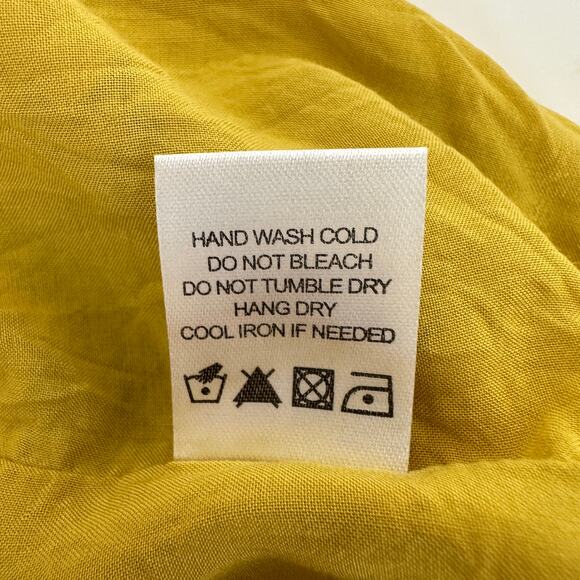 HAND WASH COLD
DO NOT BLEACH
DO NOT TUMBLE DRY
HANG DRY
COOL IRON IF NEEDED